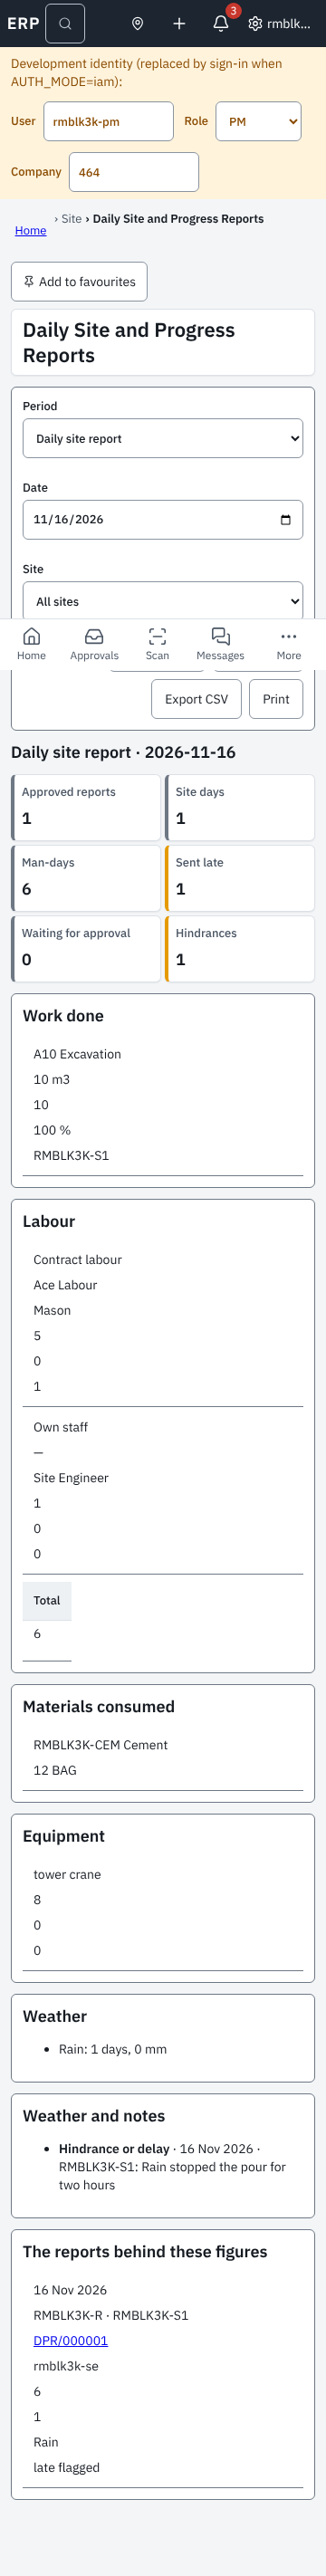 ERP
3
rmblk...
Development identity (replaced by sign-in when
AUTH_MODE=iam):
User rmblk3k-pm Role PM
Company 464
Home › Site › Daily Site and Progress Reports
Add to favourites
Daily Site and Progress
Reports
Period
Daily site report
Date
11/16/2026
Site
All sites
Home Approvals Scan Messages More
Export CSV Print
Daily site report · 2026-11-16
Approved reports
1
Site days
1
Man-days
6
Sent late
1
Waiting for approval
0
Hindrances
1
Work done
A10 Excavation
10 m3
10
100 %
RMBLK3K-S1
Labour
Contract labour
Ace Labour
Mason
5
0
1
Own staff
—
Site Engineer
1
0
0
Total
6
Materials consumed
RMBLK3K-CEM Cement
12 BAG
Equipment
tower crane
8
0
0
Weather
• Rain: 1 days, 0 mm
Weather and notes
• Hindrance or delay · 16 Nov 2026 ·
RMBLK3K-S1: Rain stopped the pour for
two hours
The reports behind these figures
16 Nov 2026
RMBLK3K-R · RMBLK3K-S1
DPR/000001
rmblk3k-se
6
1
Rain
late flagged